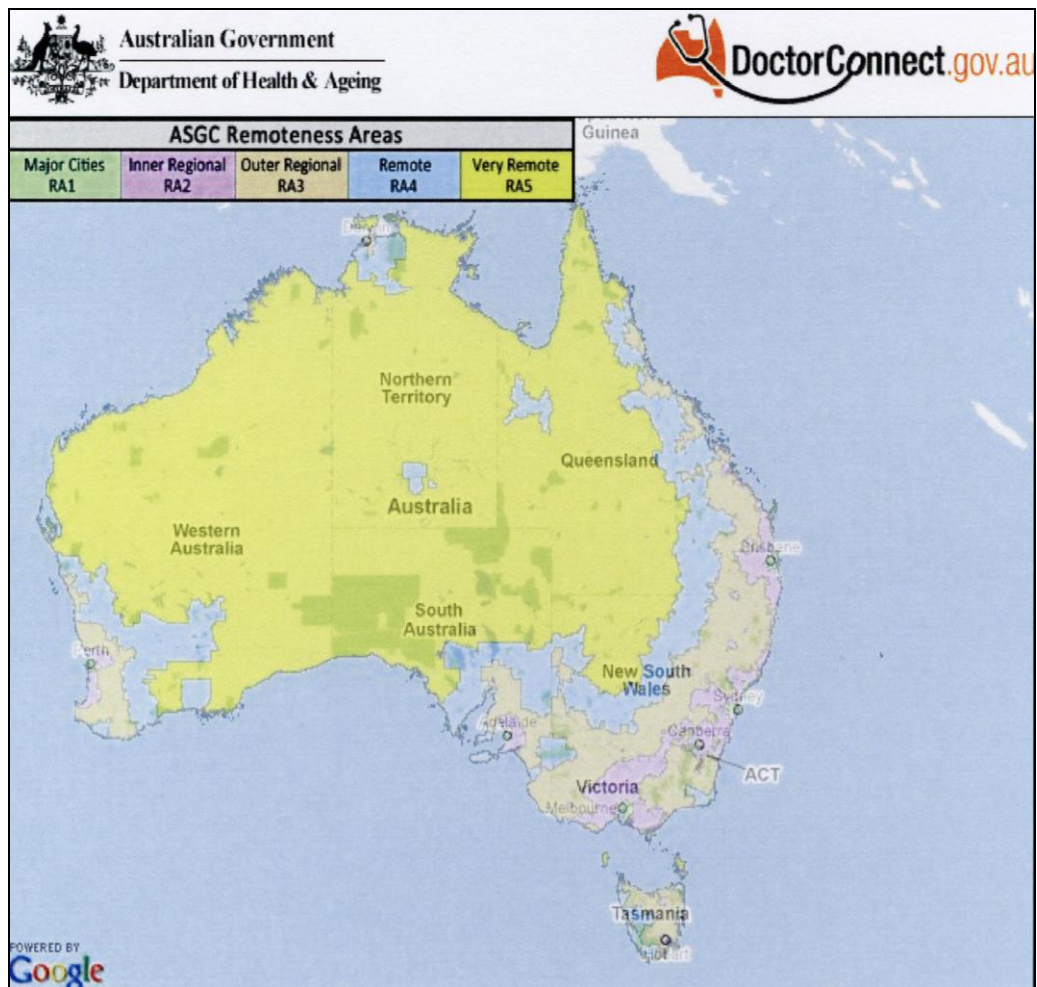 Australian Government
Department of Health & Ageing
DoctorConnect.gov.au
ASGC Remoteness Areas
Major Cities
RA1
Inner Regional
RA2
Outer Regional
RA3
Remote
RA4
Very Remote
RA5
Guinea
Northern
Territory
Queensland
Australia
Western
Australia
Brisbane
South
Australia
Perth
New South
Wales
Sydney
Adelaide
Canberra
ACT
Victoria
Melbourne
Tasmania
POWERED BY
Google